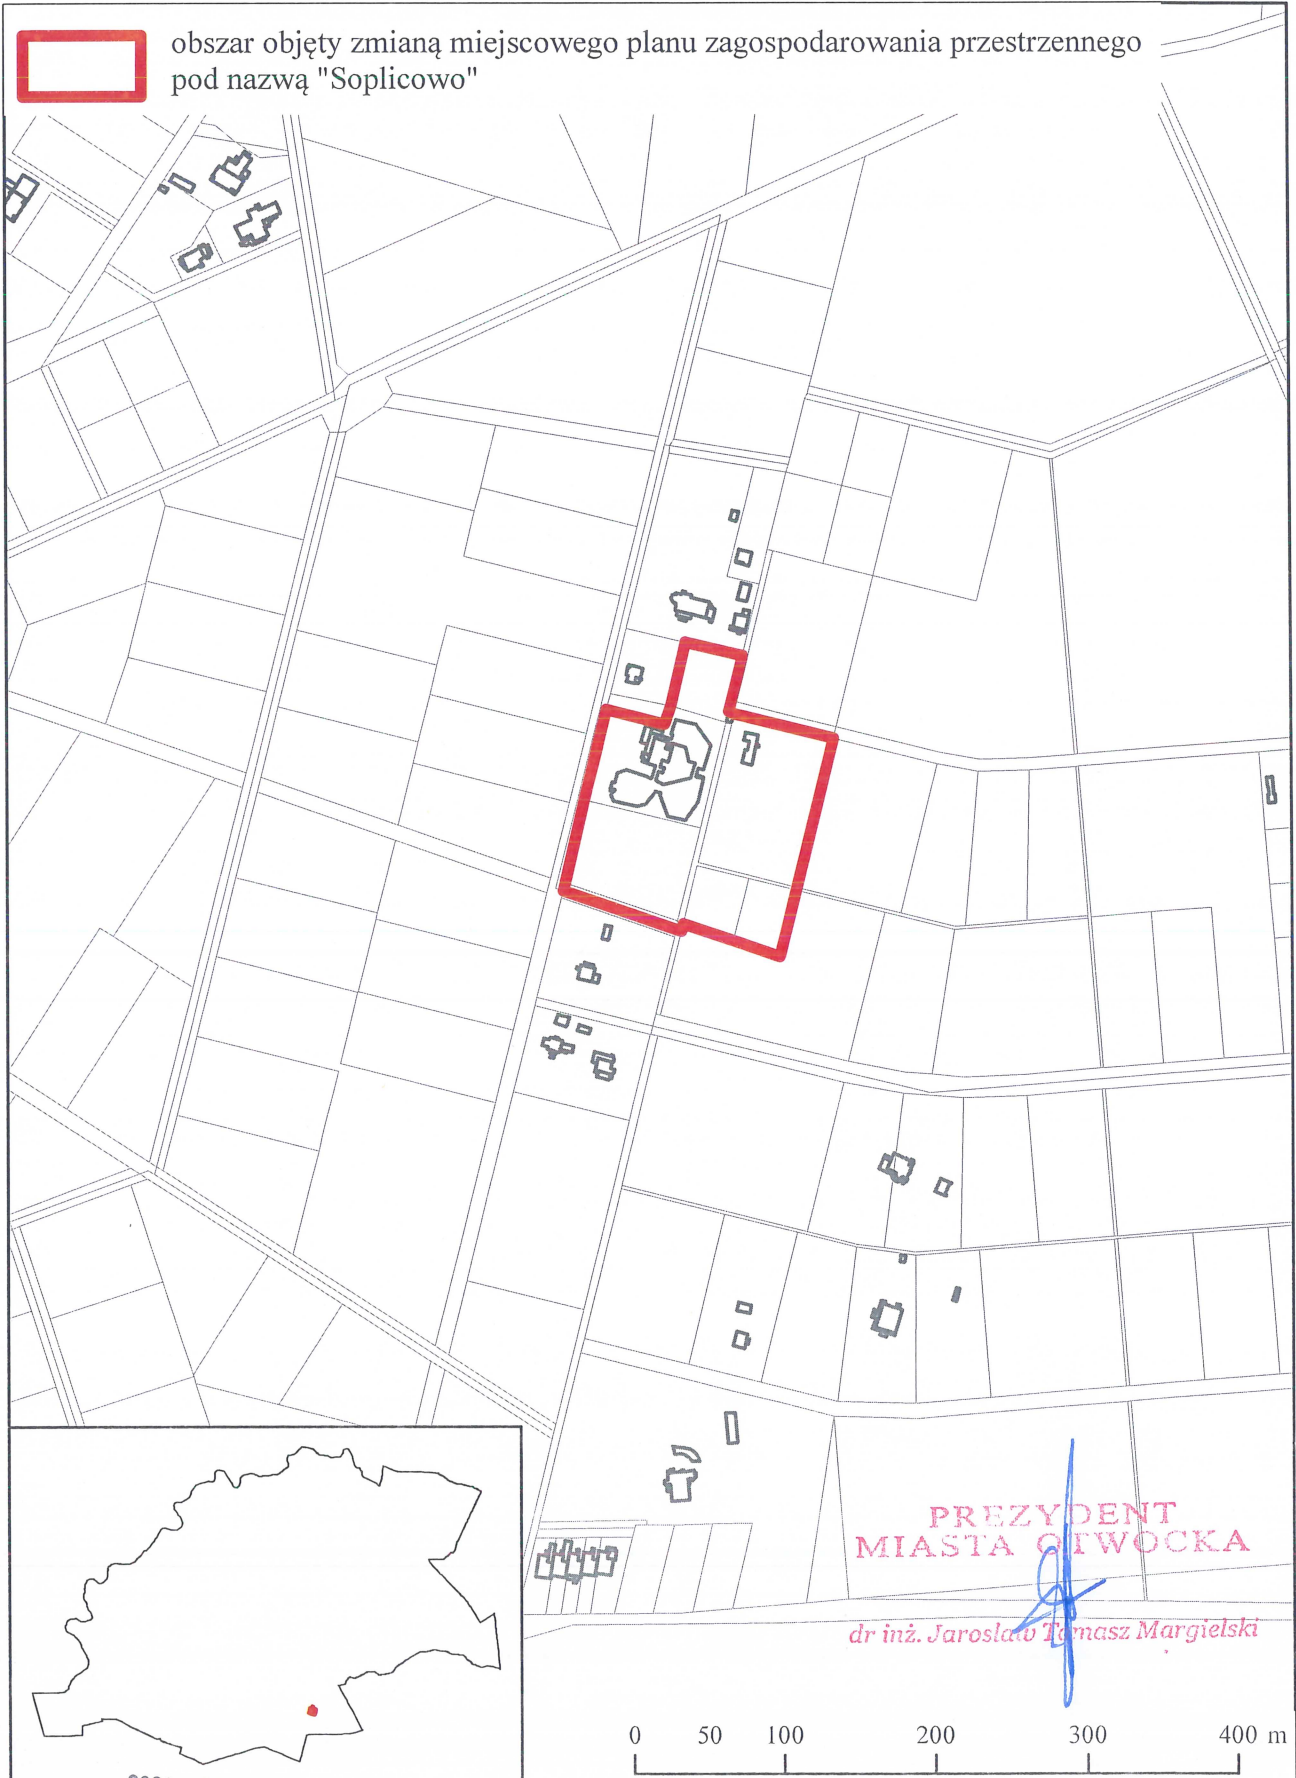 obszar objęty zmianą miejscowego planu zagospodarowania przestrzennego
pod nazwą "Soplicowo"
PREZYDENT
MIASTA OTWOCKA
dr inż. Jarosław Tomasz Margielski
0 50 100 200 300 400 m